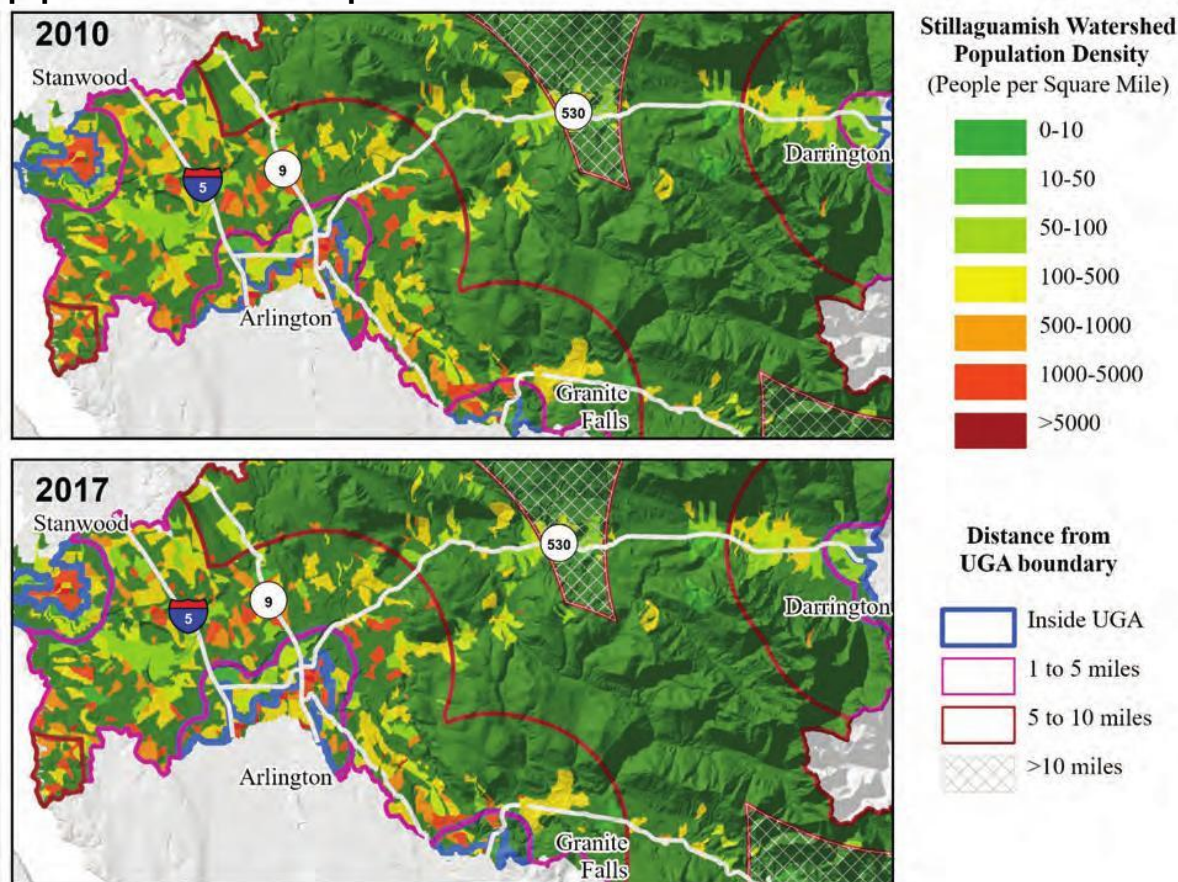 2010
Stanwood
530
Darrington
9
5
Arlington
Granite
Falls
2017
Stanwood
530
9
5
Darrington
Arlington
Granite
Falls
Stillaguamish Watershed
Population Density
(People per Square Mile)
0-10
10-50
50-100
100-500
500-1000
1000-5000
>5000
Distance from
UGA boundary
Inside UGA
1 to 5 miles
5 to 10 miles
>10 miles